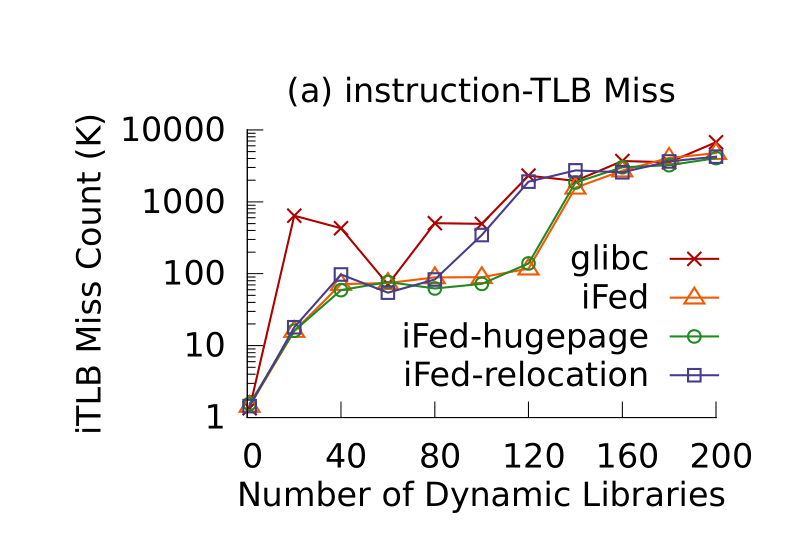 (a) instruction-TLB Miss
iTLB Miss Count (K)
10000
1000
100
10
1
glibc
iFed
iFed-hugepage
iFed-relocation
0 40 80 120 160 200
Number of Dynamic Libraries